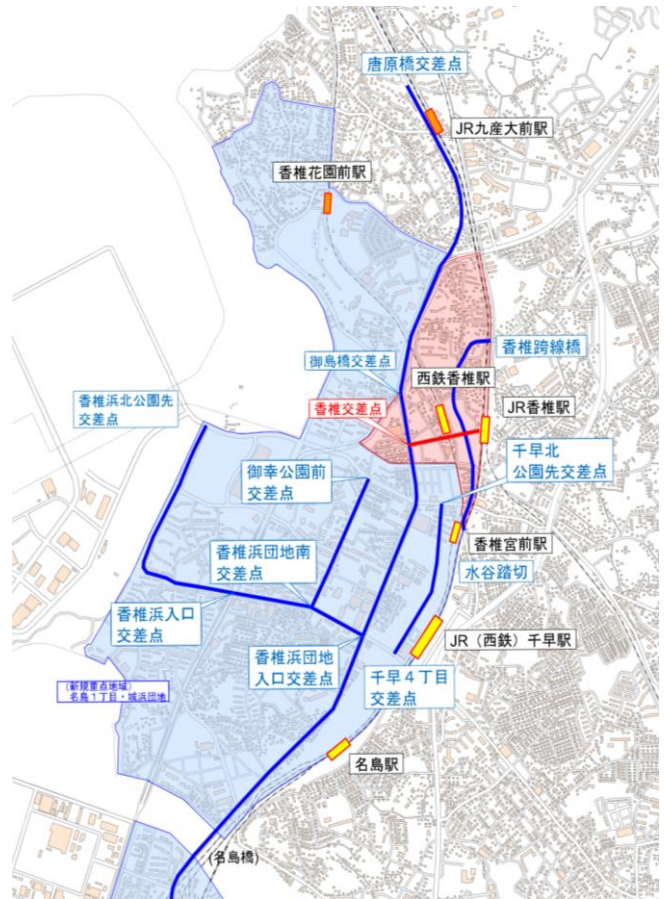 唐原橋交差点
JR九産大前駅
香椎花園前駅
香椎跨線橋
御島橋交差点
西鉄香椎駅
香椎浜北公園先
交差点
香椎交差点
JR香椎駅
千早北
公園先交差点
御幸公園前
交差点
香椎宮前駅
香椎浜団地南
交差点
水谷踏切
香椎浜入口
交差点
JR（西鉄）千早駅
香椎浜団地
入口交差点
千早４丁目
交差点
（新規重点地域）
名島１丁目・城浜団地
名島駅
(名島橋)